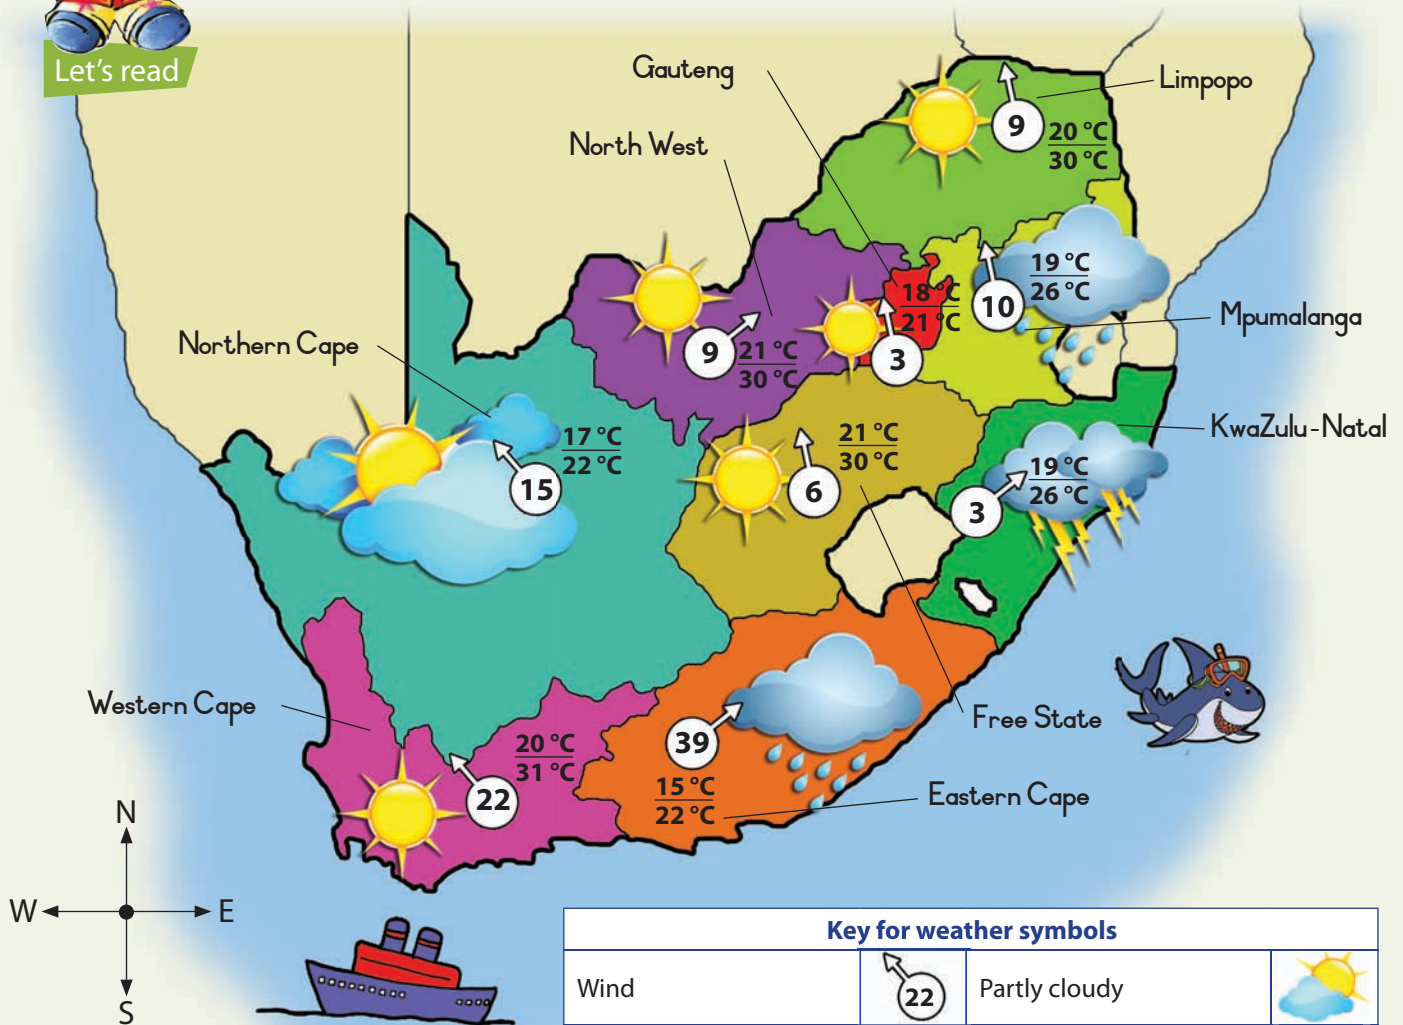 Let's read
Gauteng
Limpopo
North West
9
20 °C
30 °C
19 °C
26 °C
10
18 °C
21 °C
3
Mpumalanga
Northern Cape
9
21 °C
30 °C
KwaZulu-Natal
17 °C
22 °C
15
21 °C
30 °C
6
19 °C
26 °C
3
Western Cape
Free State
39
15 °C
22 °C
20 °C
31 °C
22
Eastern Cape
N
W
E
S
Key for weather symbols
Wind
22
Partly cloudy